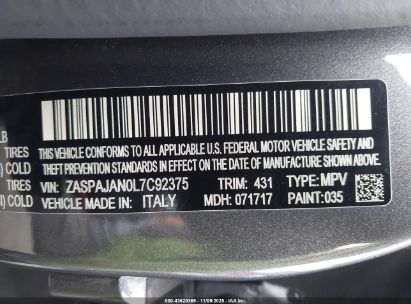 LB
TIRES THIS VEHICLE CONFORMS TO ALL APPLICABLE U.S. FEDERAL MOTOR VEHICLE SAFETY AND
COLD THEFT PREVENTION STANDARDS IN EFFECT ON THE DATE OF MANUFACTURE SHOWN ABOVE
TIRES VIN: ZASPAJAN0L7C92375 TRIM: 431 TYPE:MPV
COLD VEHICLE MADE IN: ITALY MDH: 071717 PAINT:035